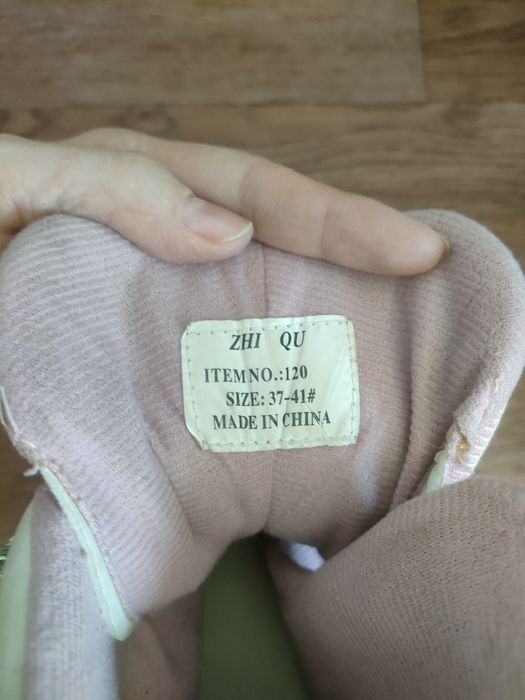 ZHI QU
ITEM NO.:120
SIZE: 37-41#
MADE IN CHINA